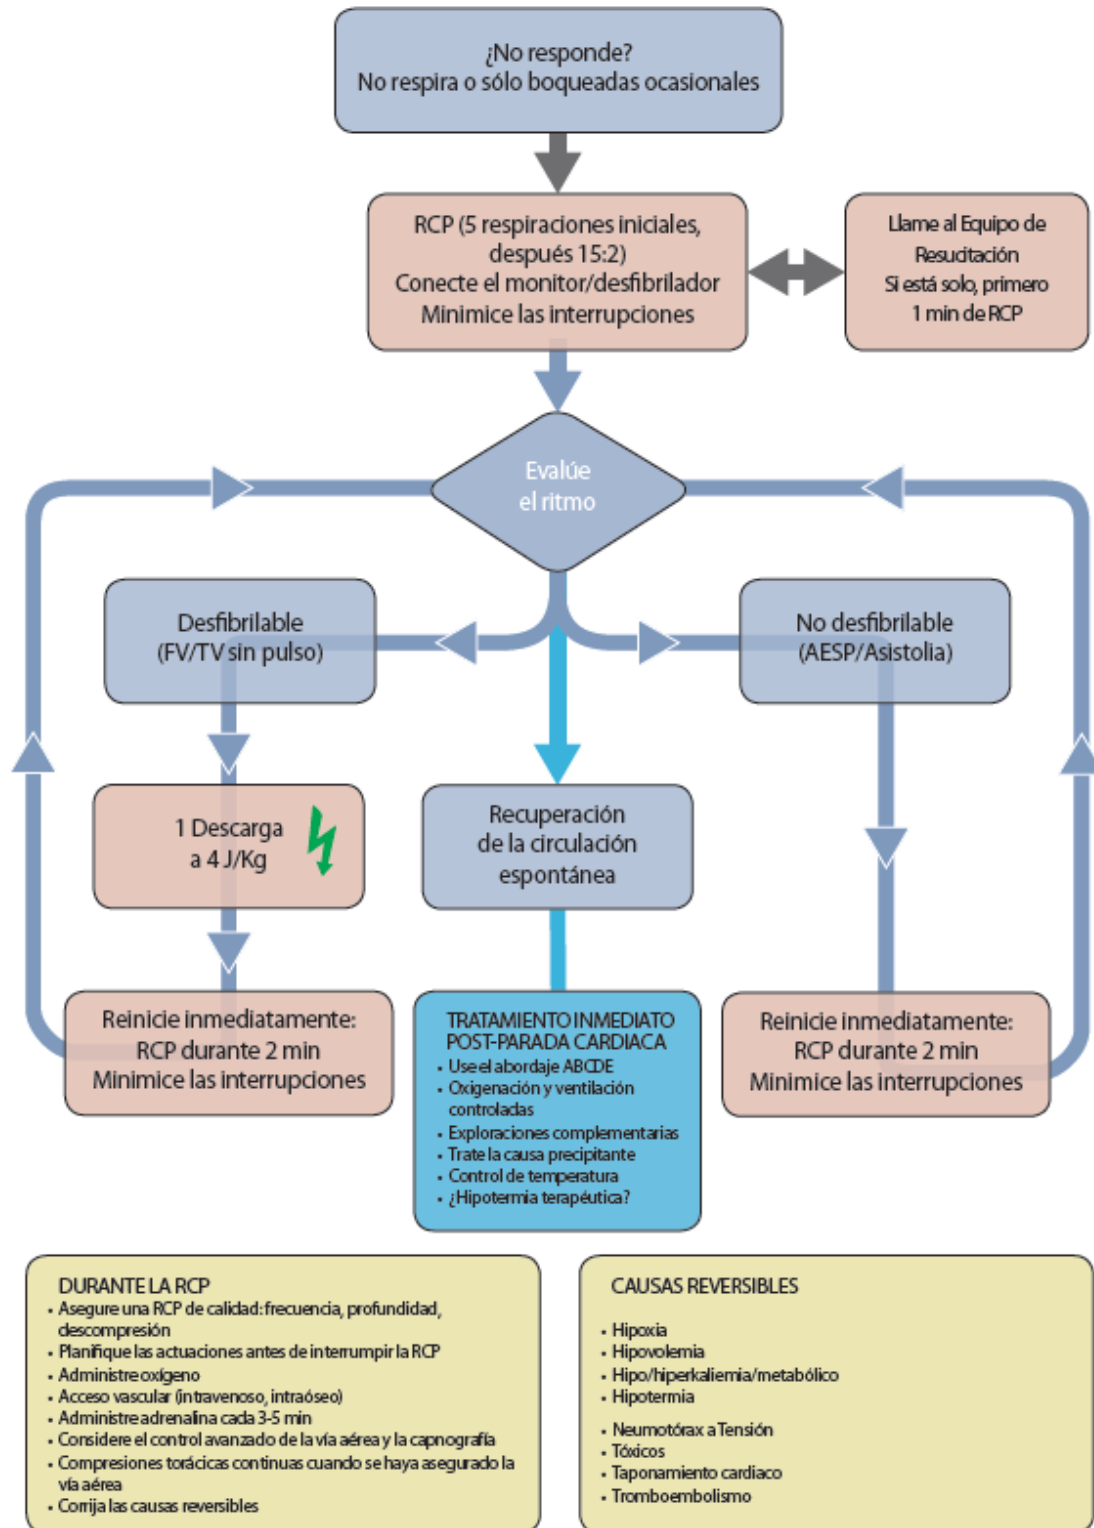 ¿No responde?
No respira o sólo boqueadas ocasionales
RCP (5 respiraciones iniciales,
después 15:2)
Conecte el monitor/desfibrilador
Minimice las interrupciones
Llame al Equipo de
Resucitación
Si está solo, primero
1 min de RCP
Evalúe
el ritmo
Desfibrilable
(FV/TV sin pulso)
No desfibrilable
(AESP/Asistolia)
1 Descarga
a 4 J/Kg
Recuperación
de la circulación
espontánea
Reinicie inmediatamente:
RCP durante 2 min
Minimice las interrupciones
TRATAMIENTO INMEDIATO
POST-PARADA CARDIACA
• Use el abordaje ABCDE
• Oxigenación y ventilación
controladas
• Exploraciones complementarias
• Trate la causa precipitante
• Control de temperatura
• ¿Hipotermia terapéutica?
Reinicie inmediatamente:
RCP durante 2 min
Minimice las interrupciones
DURANTE LA RCP
• Asegure una RCP de calidad: frecuencia, profundidad,
descompresión
• Planifique las actuaciones antes de interrumpir la RCP
• Administre oxígeno
• Acceso vascular (intravenoso, intraóseo)
• Administre adrenalina cada 3-5 min
• Considere el control avanzado de la vía aérea y la capnografía
• Compresiones torácicas continuas cuando se haya asegurado la
vía aérea
• Corrija las causas reversibles
CAUSAS REVERSIBLES
• Hipoxia
• Hipovolemia
• Hipo/hiperkaliemia/metabólico
• Hipotermia
• Neumotórax a Tensión
• Tóxicos
• Taponamiento cardiaco
• Tromboembolismo